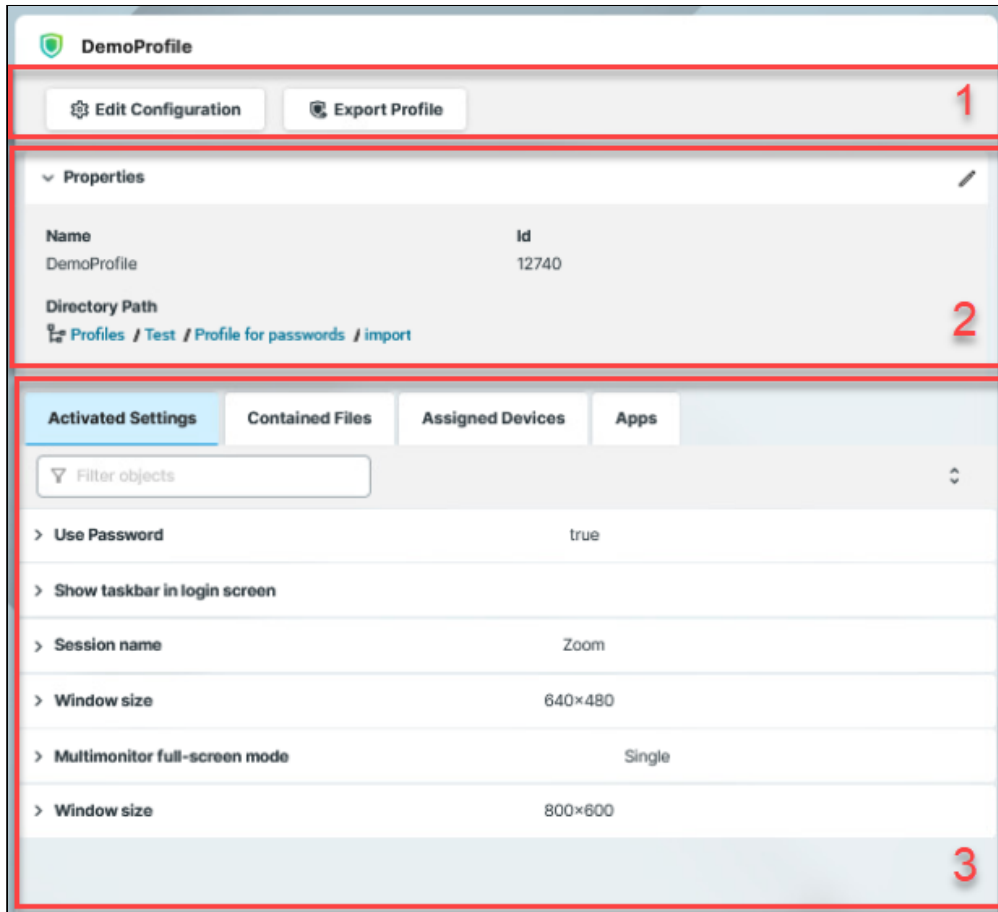 DemoProfile
Edit Configuration Export Profile 1
Properties
Name Id
DemoProfile 12740
Directory Path
Profiles / Test / Profile for passwords / import 2
Activated Settings Contained Files Assigned Devices Apps
Filter objects
Use Password true
Show taskbar in login screen
Session name Zoom
Window size 640×480
Multimonitor full-screen mode Single
Window size 800×600
3